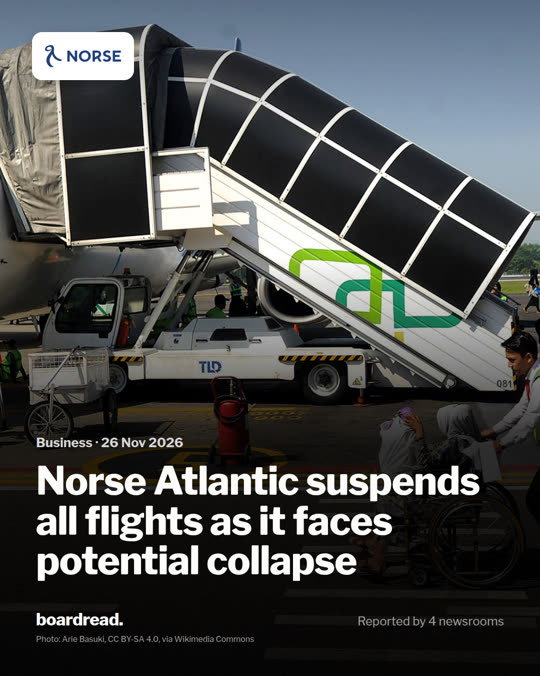 NORSE
TLD
081
Business · 26 Nov 2026
Norse Atlantic suspends
all flights as it faces
potential collapse
boardread.
Reported by 4 newsrooms
Photo: Arie Basuki, CC BY-SA 4.0, via Wikimedia Commons